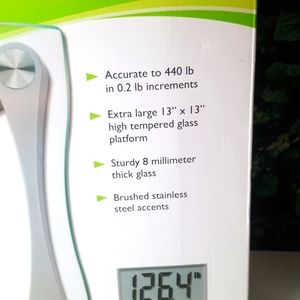 Accurate to 440 lb
in 0.2 lb increments
Extra large 13" x 13"
high tempered glass
platform
Sturdy 8 millimeter
thick glass
Brushed stainless
steel accents
126.4